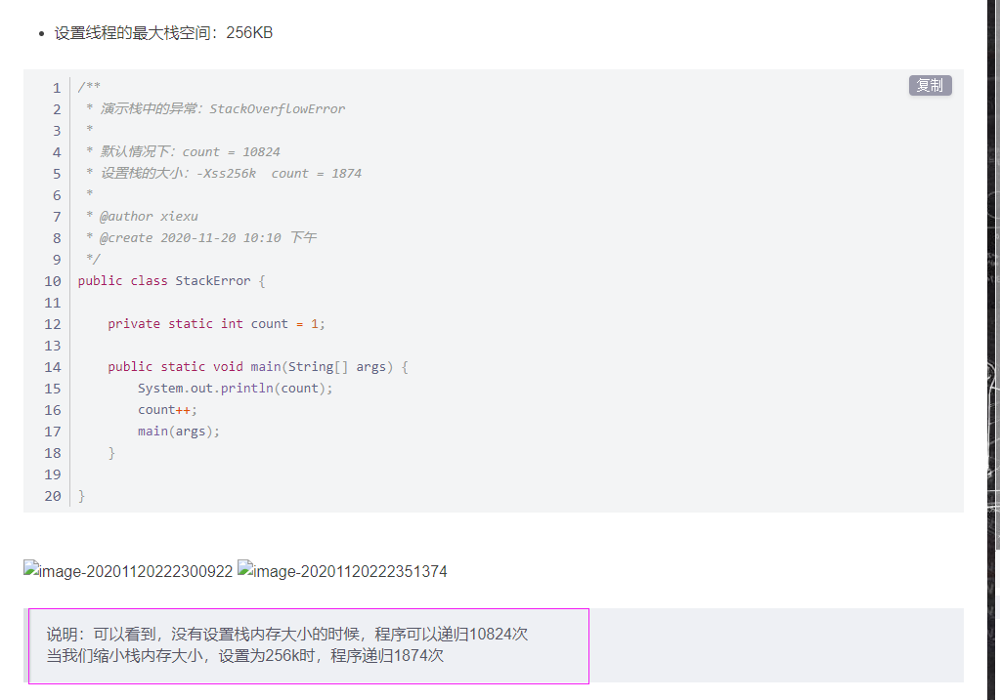 设置线程的最大栈空间：256KB
复制
1 /**
2  * 演示栈中的异常：StackOverflowError
3  *
4  * 默认情况下：count = 10824
5  * 设置栈的大小：-Xss256k  count = 1874
6  *
7  * @author xiexu
8  * @create 2020-11-20 10:10 下午
9  */
10 public class StackError {
11
12     private static int count = 1;
13
14     public static void main(String[] args) {
15         System.out.println(count);
16         count++;
17         main(args);
18     }
19
20 }
image-20201120222300922 image-20201120222351374
说明：可以看到，没有设置栈内存大小的时候，程序可以递归10824次
当我们缩小栈内存大小，设置为256k时，程序递归1874次